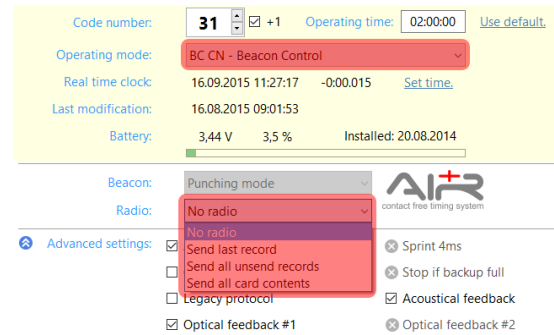 Code number: 31 +1 Operating time: 02:00:00 Use default.
Operating mode: BC CN - Beacon Control
Real time clock: 16.09.2015 11:27:17 -0:00.015 Set time.
Last modification: 16.08.2015 09:01:53
Battery: 3,44 V 3,5 % Installed: 20.08.2014
Beacon: Punching mode
AIR+
contact free timing system
Radio: No radio
No radio
Advanced settings: Send last record Sprint 4ms
Send all unsend records Stop if backup full
Send all card contents
Legacy protocol Acoustical feedback
Optical feedback #1 Optical feedback #2